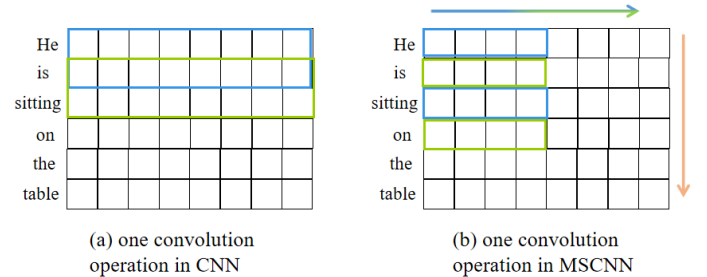 He
is
sitting
on
the
table
(a) one convolution
operation in CNN
He
is
sitting
on
the
table
(b) one convolution
operation in MSCNN